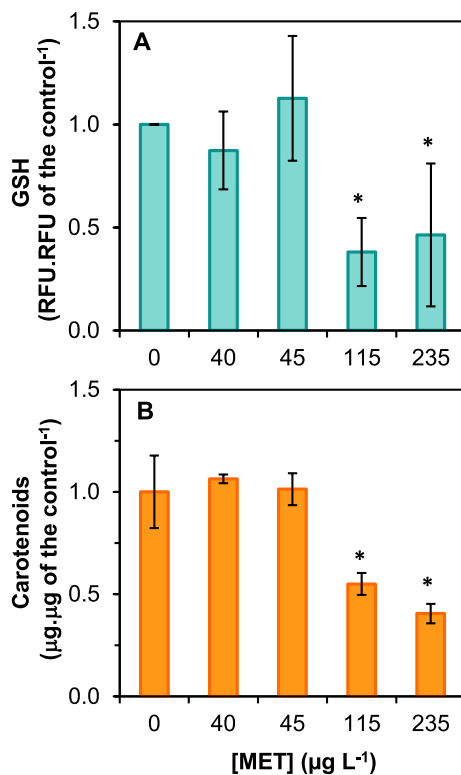 A
GSH
(RFU.RFU of the control⁻¹)
1.5
1.0
0.5
0.0
* *
0 40 45 115 235
B
Carotenoids
(µg.µg of the control⁻¹)
1.5
1.0
0.5
0.0
* *
0 40 45 115 235
[MET] (µg L⁻¹)